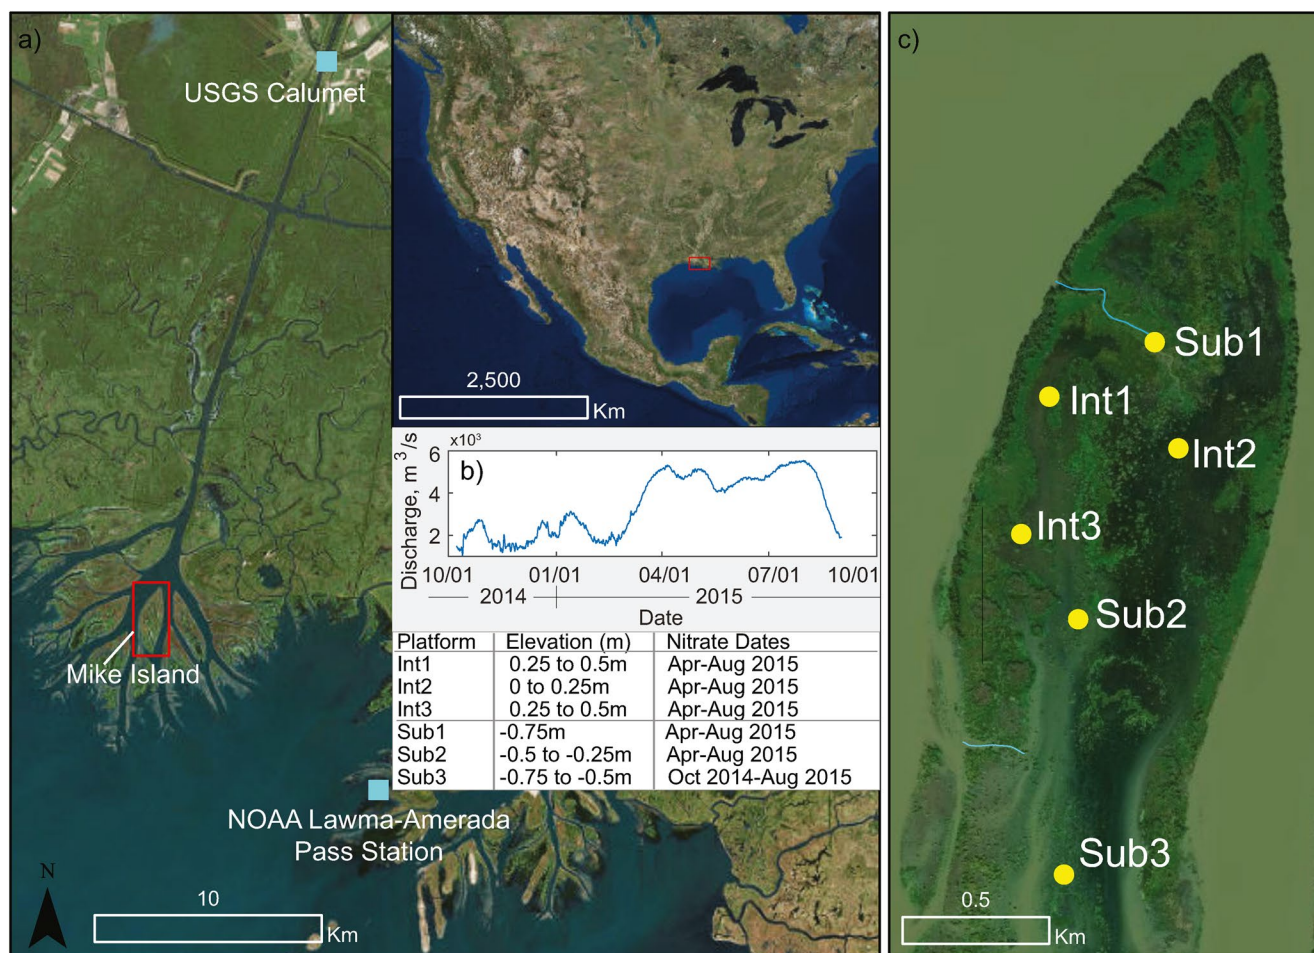 a)
USGS Calumet
Mike Island
NOAA Lawma-Amerada
Pass Station
N
10
Km
2,500
Km
b)
x10³
Discharge, m³/s
6
4
2
10/01 01/01 04/01 07/01 10/01
2014 2015
Date
Platform Elevation (m) Nitrate Dates
Int1 0.25 to 0.5m Apr-Aug 2015
Int2 0 to 0.25m Apr-Aug 2015
Int3 0.25 to 0.5m Apr-Aug 2015
Sub1 -0.75m Apr-Aug 2015
Sub2 -0.5 to -0.25m Apr-Aug 2015
Sub3 -0.75 to -0.5m Oct 2014-Aug 2015
c)
Sub1
Int1
Int2
Int3
Sub2
Sub3
0.5
Km